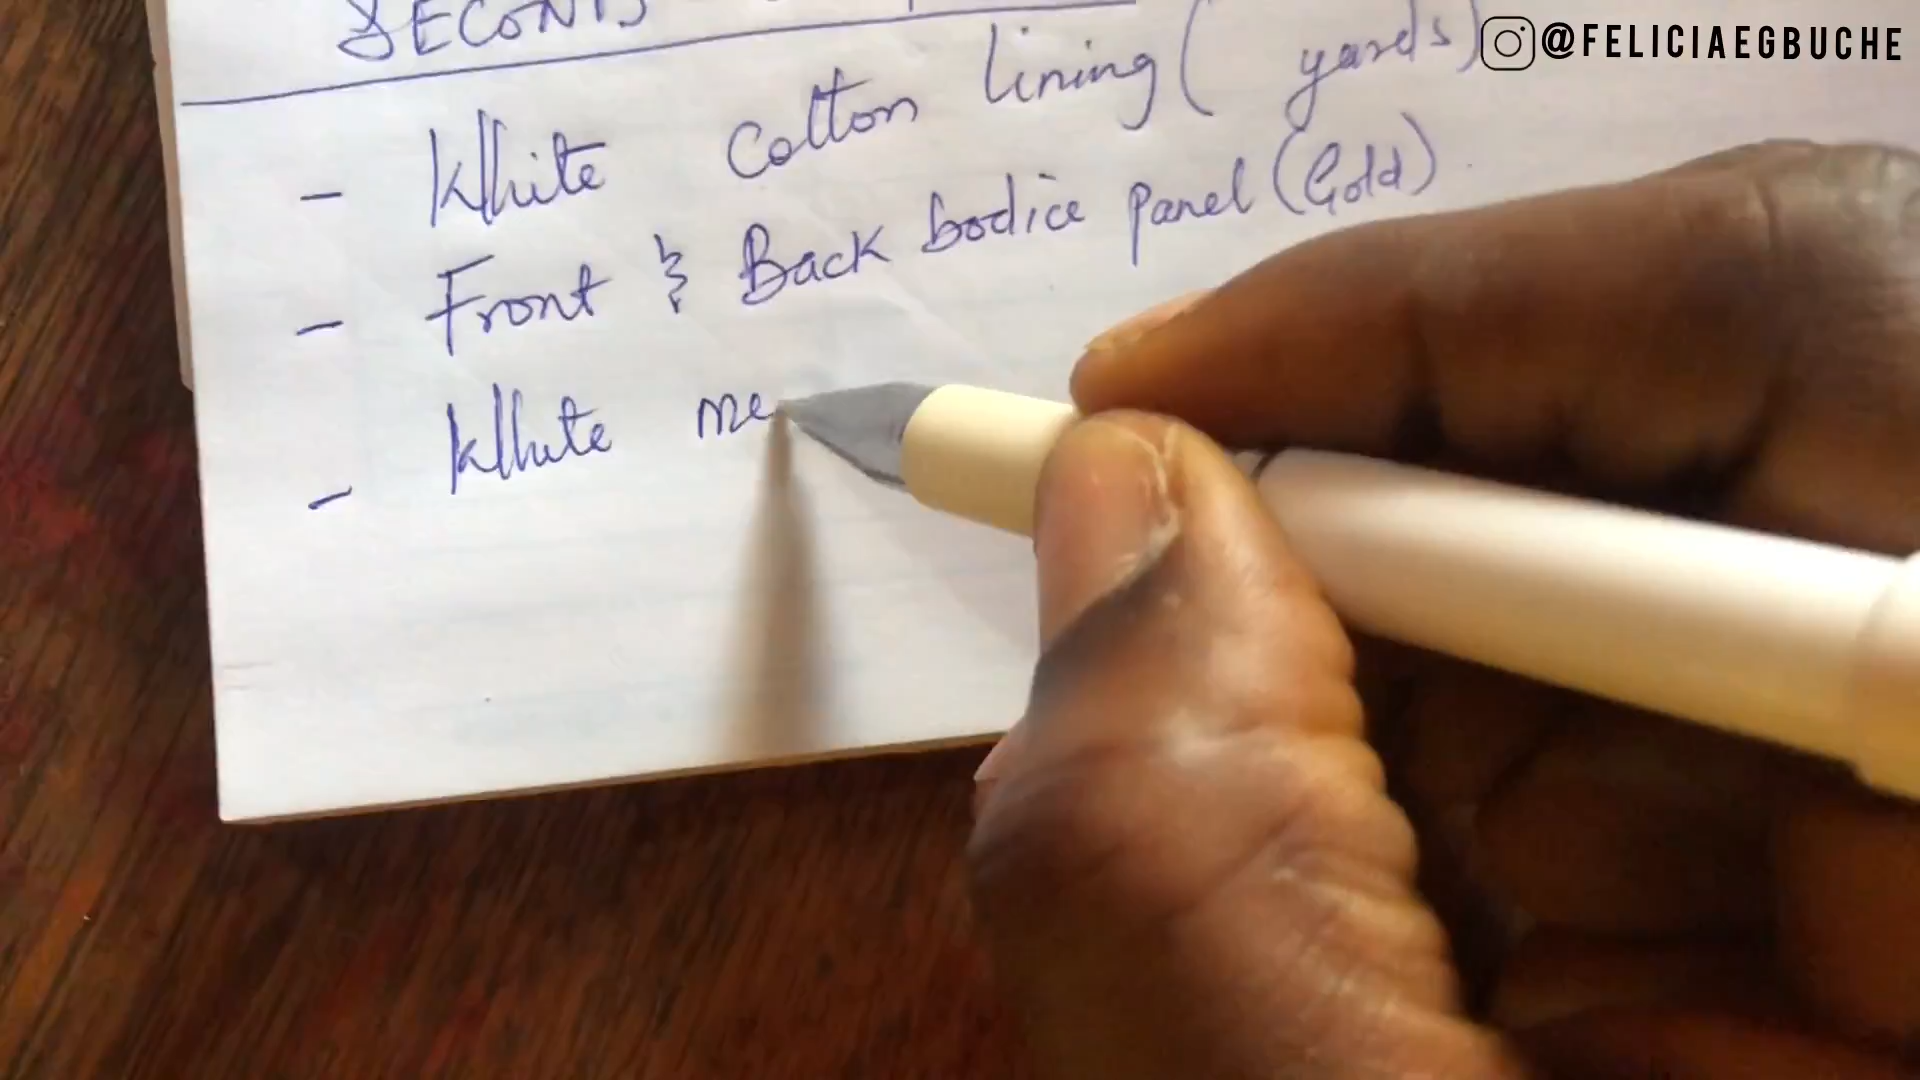 @FELICIAEGBUCHE
- White cotton lining ( yards)
- Front & Back bodice panel (Gold)
- White me